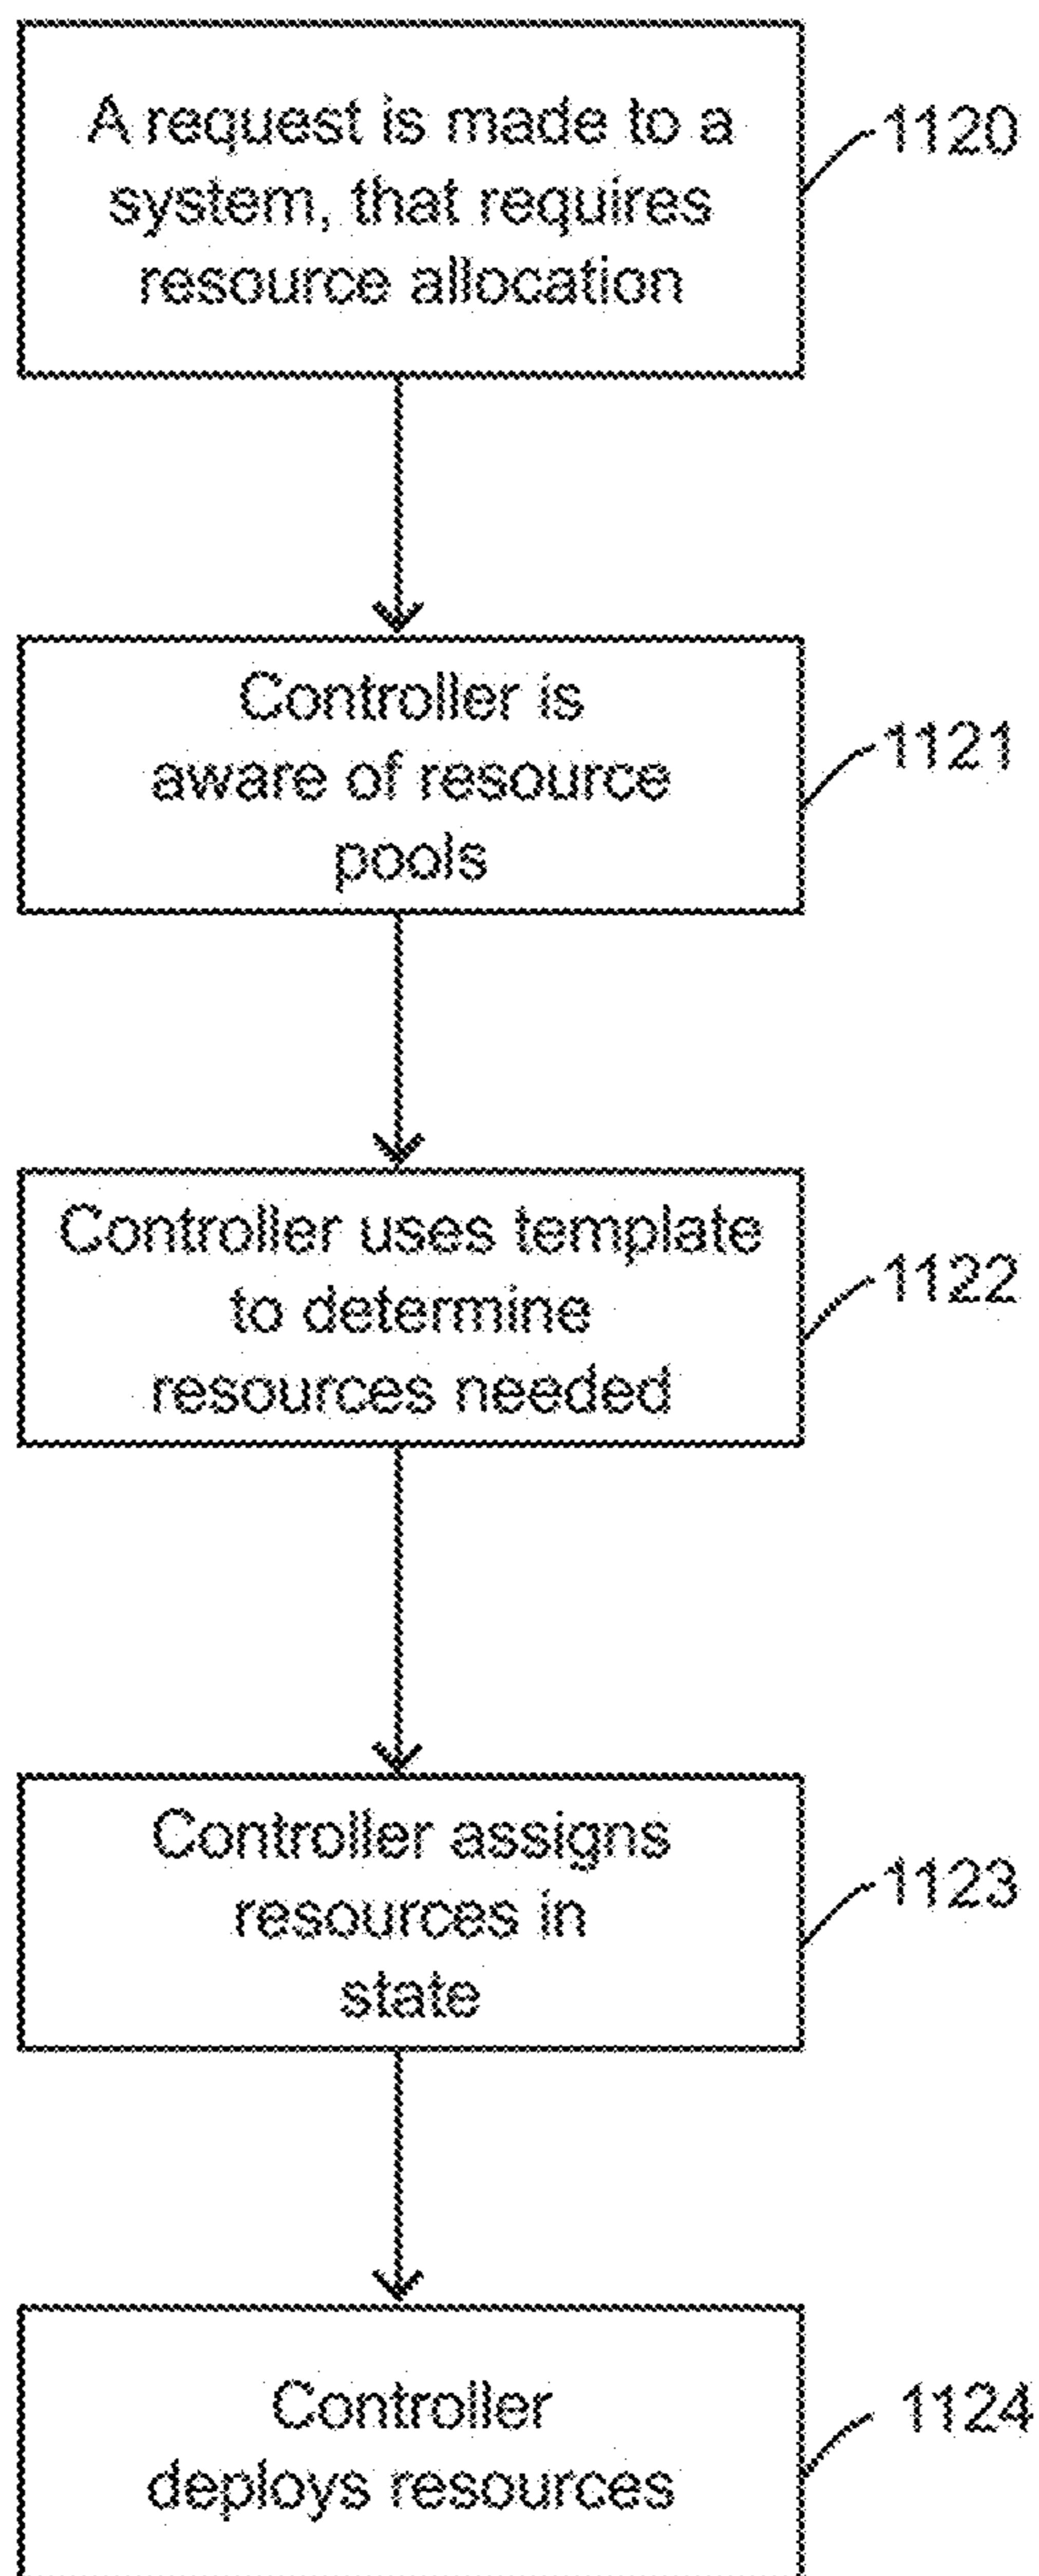 A request is made to a
system, that requires
resource allocation
1120
Controller is
aware of resource
pools
1121
Controller uses template
to determine
resources needed
1122
Controller assigns
resources in
state
1123
Controller
deploys resources
1124